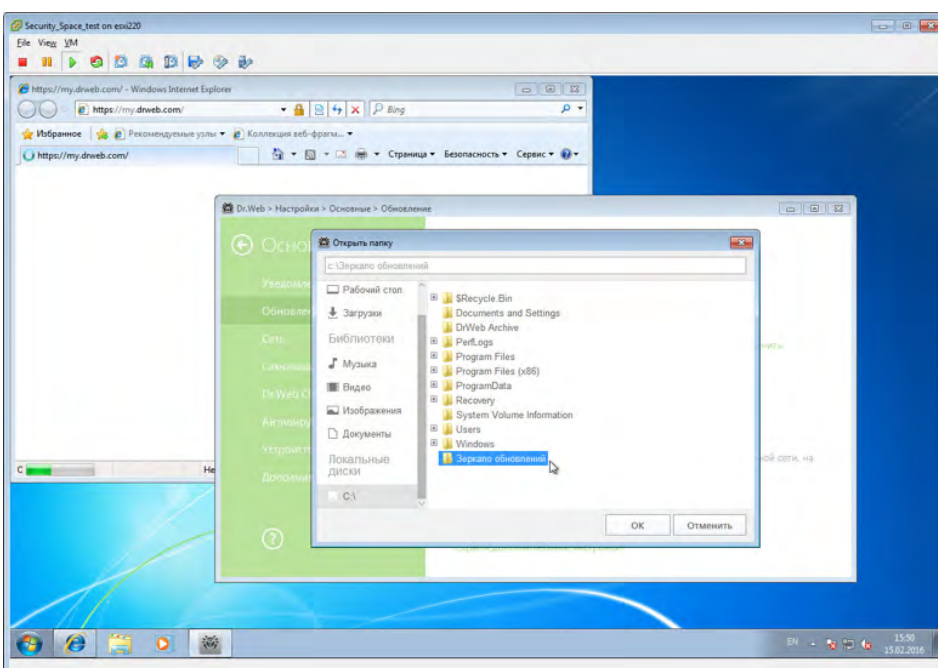 Security_Space_test on esxi220
File View VM
https://my.drweb.com/ - Windows Internet Explorer
https://my.drweb.com/
Bing
Избранное
Рекомендуемые узлы
Коллекция веб-фрагм...
https://my.drweb.com/
Страница
Безопасность
Сервис
Dr.Web > Настройки > Основные > Обновление
Открыть папку
c:\Зеркало обновлений
Рабочий стол
Загрузки
Библиотеки
Музыка
Видео
Изображения
Документы
Локальные
диски
C:\
$Recycle.Bin
Documents and Settings
DrWeb Archive
PerfLogs
Program Files
Program Files (x86)
ProgramData
Recovery
System Volume Information
Users
Windows
Зеркало обновлений
OK
Отменить
Сеть
ной сети, на
EN
15:50
15.02.2016